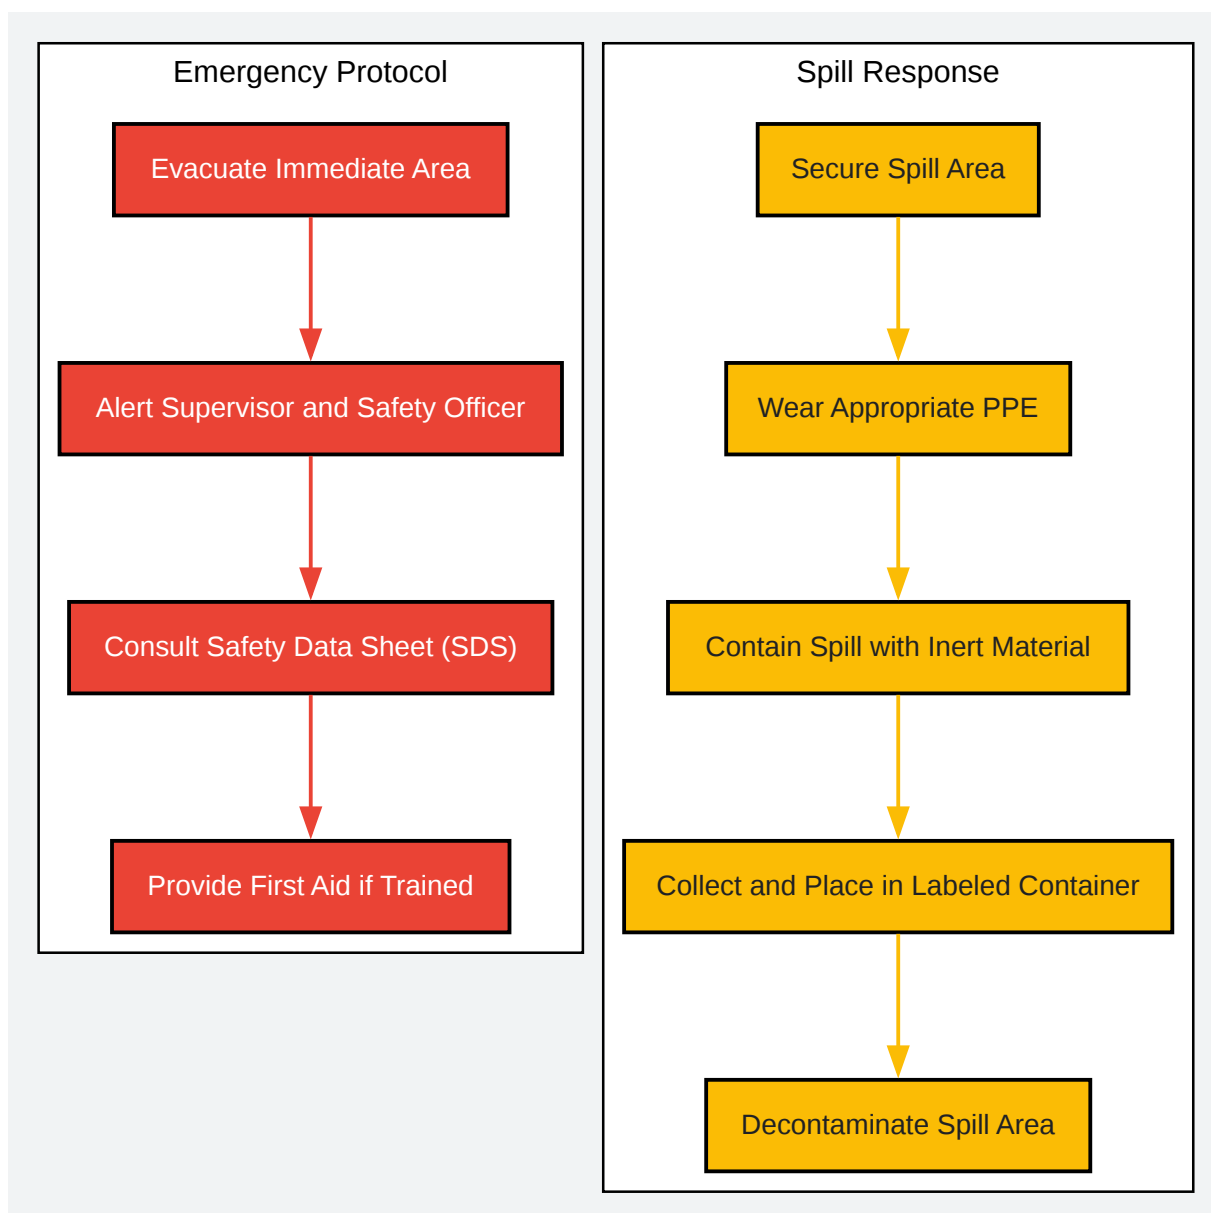 Emergency Protocol
Evacuate Immediate Area
Alert Supervisor and Safety Officer
Consult Safety Data Sheet (SDS)
Provide First Aid if Trained
Spill Response
Secure Spill Area
Wear Appropriate PPE
Contain Spill with Inert Material
Collect and Place in Labeled Container
Decontaminate Spill Area